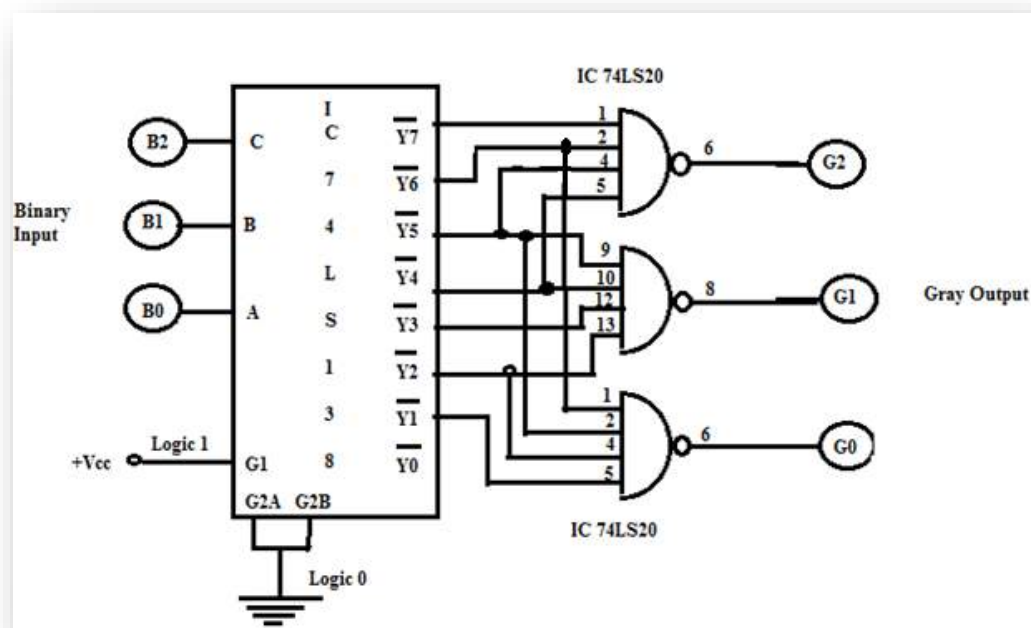 IC 74LS20
I
C
7
4
L
S
1
3
8
B2
B1
B0
Binary
Input
C
B
A
Logic 1
+Vcc
G1
G2A G2B
Logic 0
Y7
Y6
Y5
Y4
Y3
Y2
Y1
Y0
1
2
4
5
6
G2
9
10
12
13
8
G1
Gray Output
1
2
4
5
6
G0
IC 74LS20